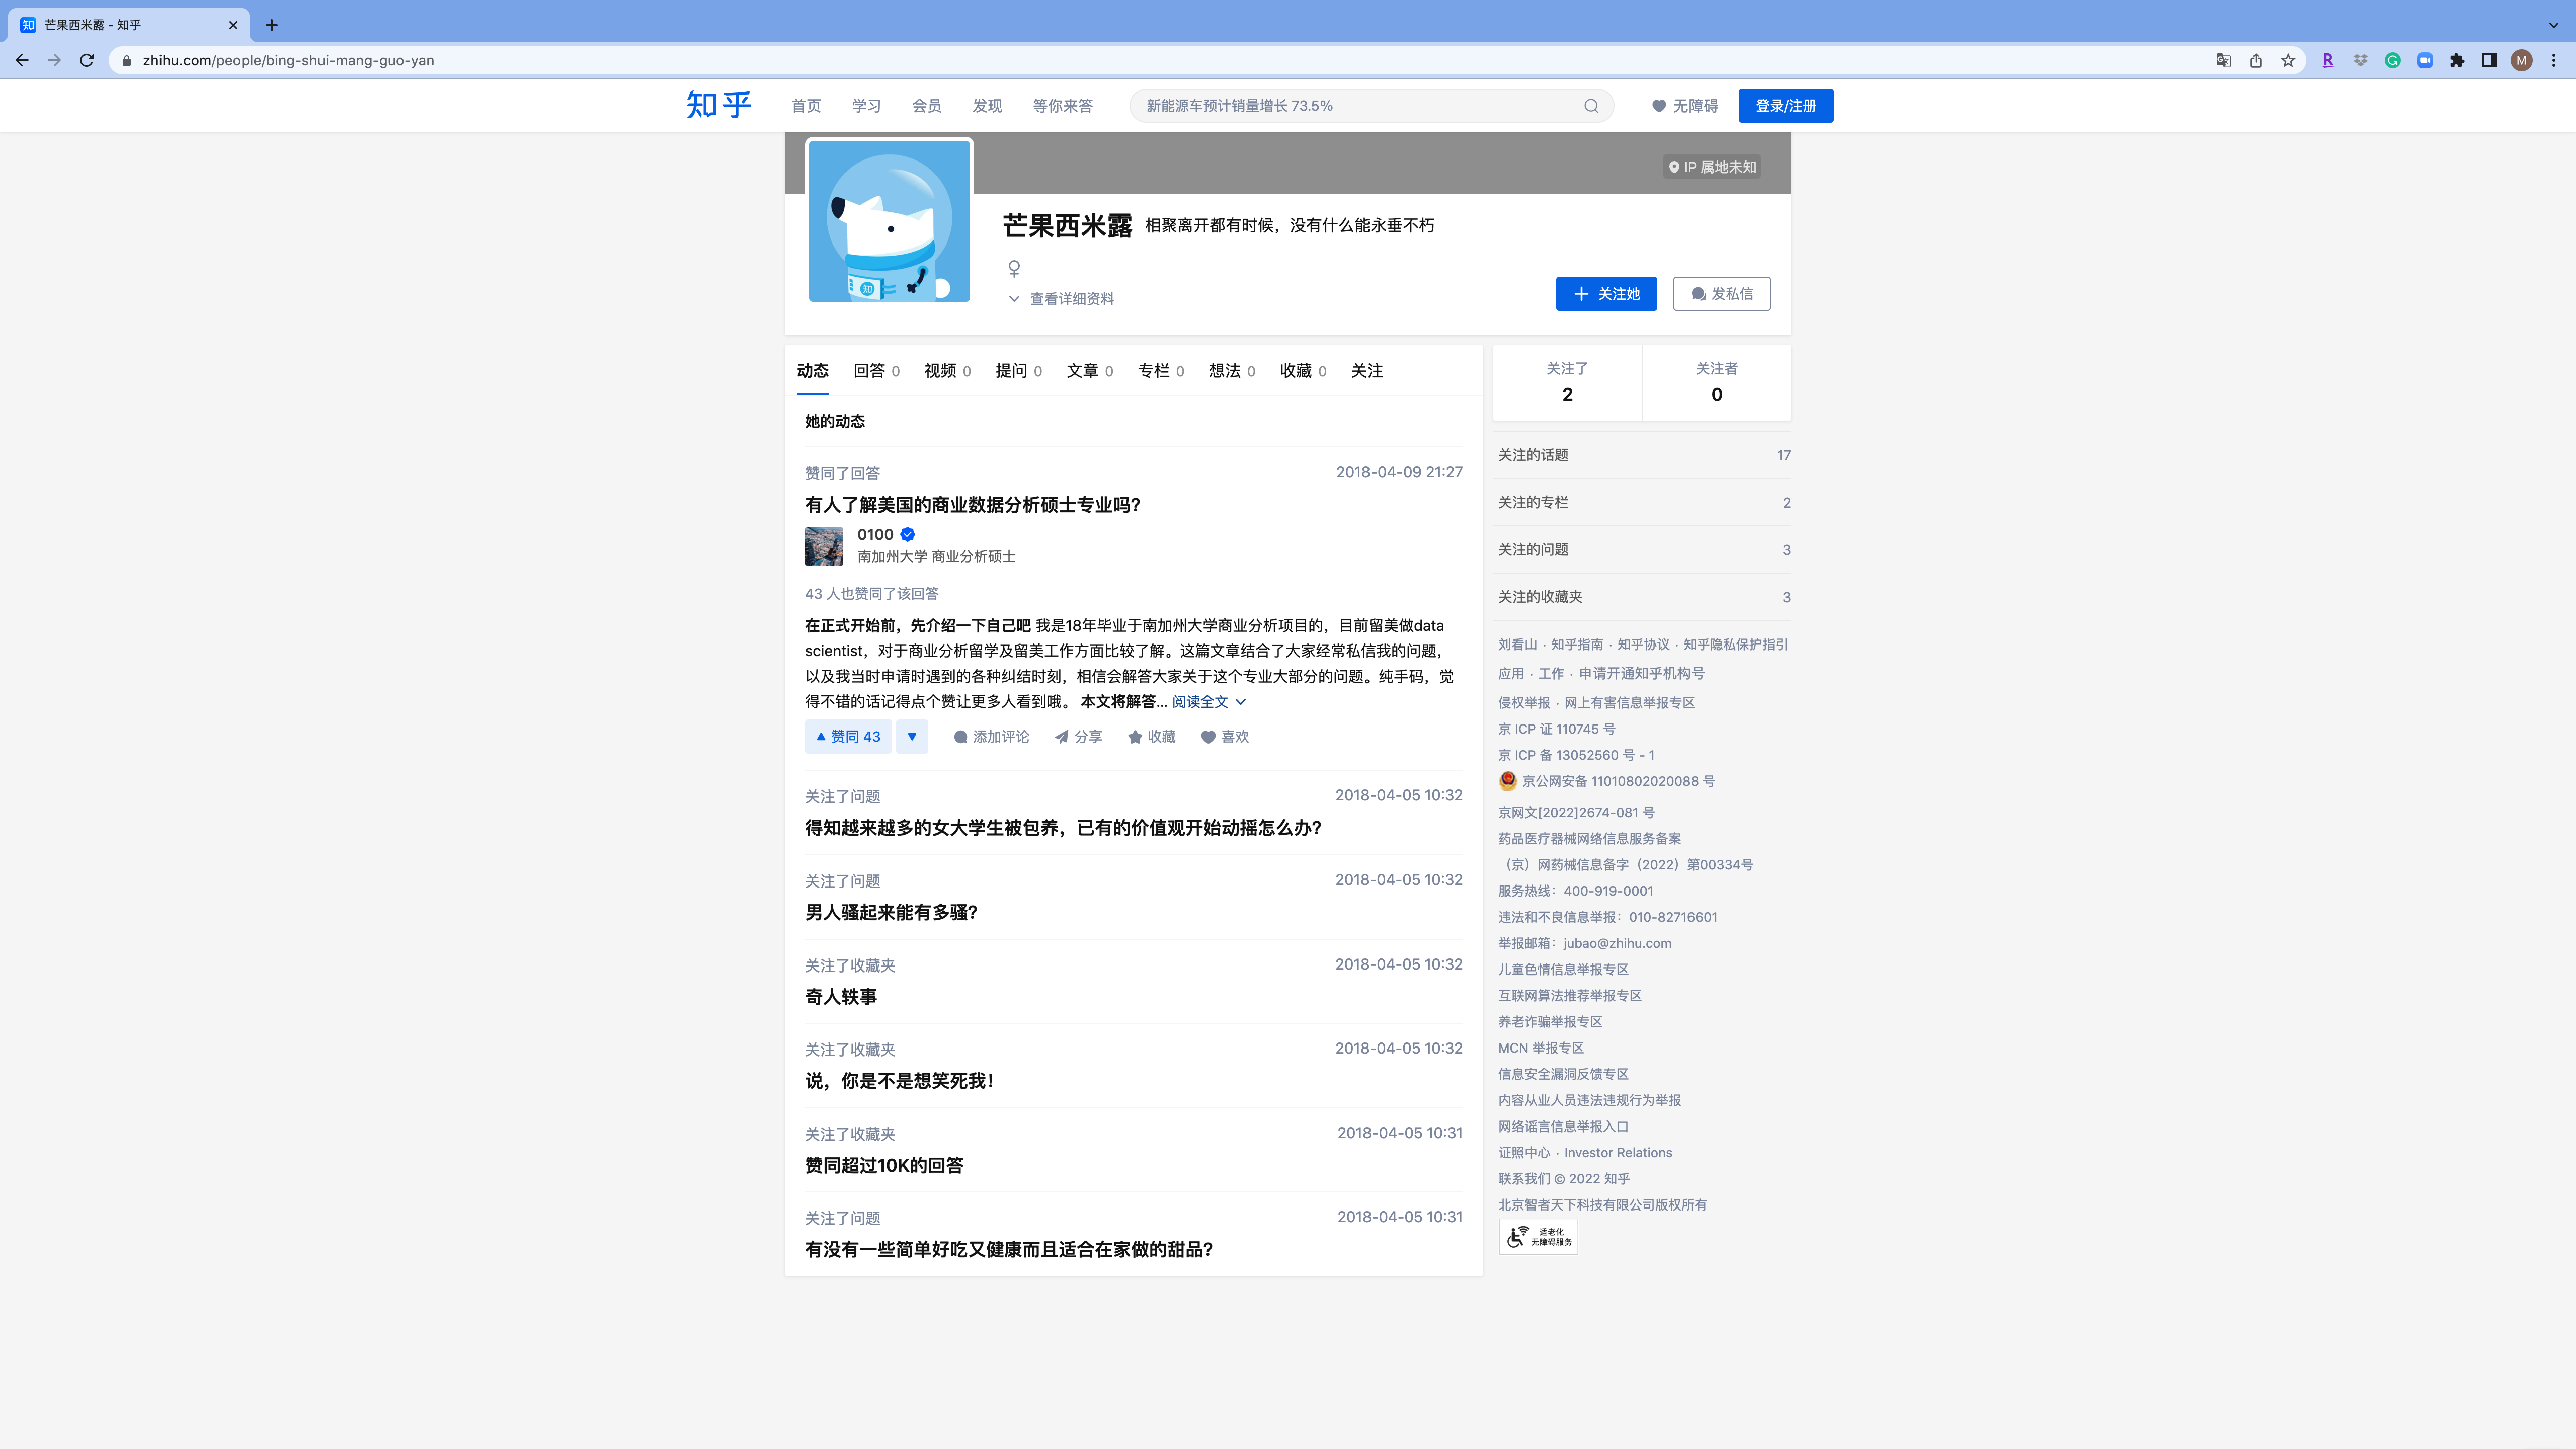 芒果西米露 - 知乎
zhihu.com/people/bing-shui-mang-guo-yan
M
知乎 首页 学习 会员 发现 等你来答 新能源车预计销量增长 73.5% 无障碍 登录/注册
IP 属地未知
芒果西米露 相聚离开都有时候，没有什么能永垂不朽
查看详细资料
关注她 发私信
动态 回答 0 视频 0 提问 0 文章 0 专栏 0 想法 0 收藏 0 关注
她的动态
赞同了回答 2018-04-09 21:27
有人了解美国的商业数据分析硕士专业吗？
0100
南加州大学 商业分析硕士
43 人也赞同了该回答
在正式开始前，先介绍一下自己吧 我是18年毕业于南加州大学商业分析项目的，目前留美做data
scientist，对于商业分析留学及留美工作方面比较了解。这篇文章结合了大家经常私信我的问题，
以及我当时申请时遇到的各种纠结时刻，相信会解答大家关于这个专业大部分的问题。纯手码，觉
得不错的话记得点个赞让更多人看到哦。 本文将解答... 阅读全文
赞同 43 添加评论 分享 收藏 喜欢
关注了问题 2018-04-05 10:32
得知越来越多的女大学生被包养，已有的价值观开始动摇怎么办？
关注了问题 2018-04-05 10:32
男人骚起来能有多骚？
关注了收藏夹 2018-04-05 10:32
奇人轶事
关注了收藏夹 2018-04-05 10:32
说，你是不是想笑死我！
关注了收藏夹 2018-04-05 10:31
赞同超过10K的回答
关注了问题 2018-04-05 10:31
有没有一些简单好吃又健康而且适合在家做的甜品？
关注了 关注者
2 0
关注的话题 17
关注的专栏 2
关注的问题 3
关注的收藏夹 3
刘看山 · 知乎指南 · 知乎协议 · 知乎隐私保护指引
应用 · 工作 · 申请开通知乎机构号
侵权举报 · 网上有害信息举报专区
京 ICP 证 110745 号
京 ICP 备 13052560 号 - 1
京公网安备 11010802020088 号
京网文[2022]2674-081 号
药品医疗器械网络信息服务备案
（京）网药械信息备字（2022）第00334号
服务热线：400-919-0001
违法和不良信息举报：010-82716601
举报邮箱：jubao@zhihu.com
儿童色情信息举报专区
互联网算法推荐举报专区
养老诈骗举报专区
MCN 举报专区
信息安全漏洞反馈专区
内容从业人员违法违规行为举报
网络谣言信息举报入口
证照中心 · Investor Relations
联系我们 © 2022 知乎
北京智者天下科技有限公司版权所有
适老化
无障碍服务